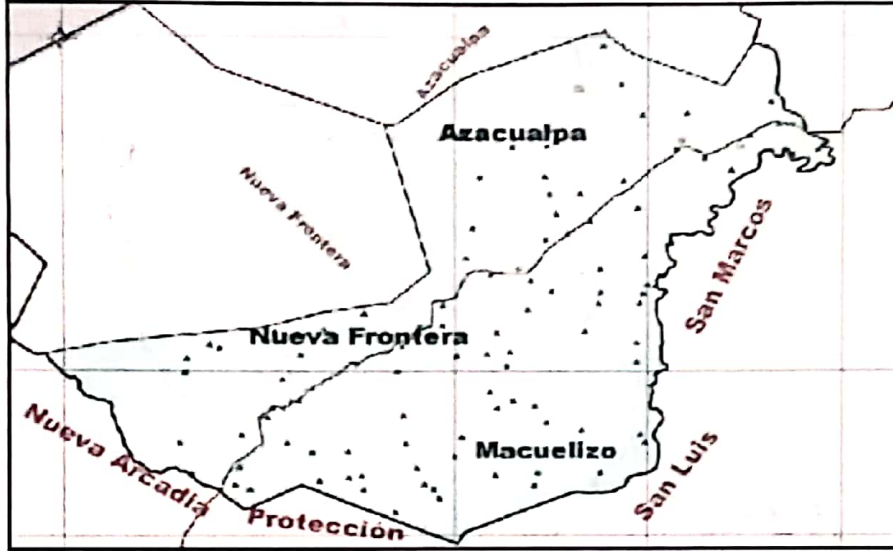 Azacualpa
Azacualpa
Nueva Frontera
San Marcos
Nueva Frontera
Nueva Arcadia
Macuelizo
San Luis
Protección